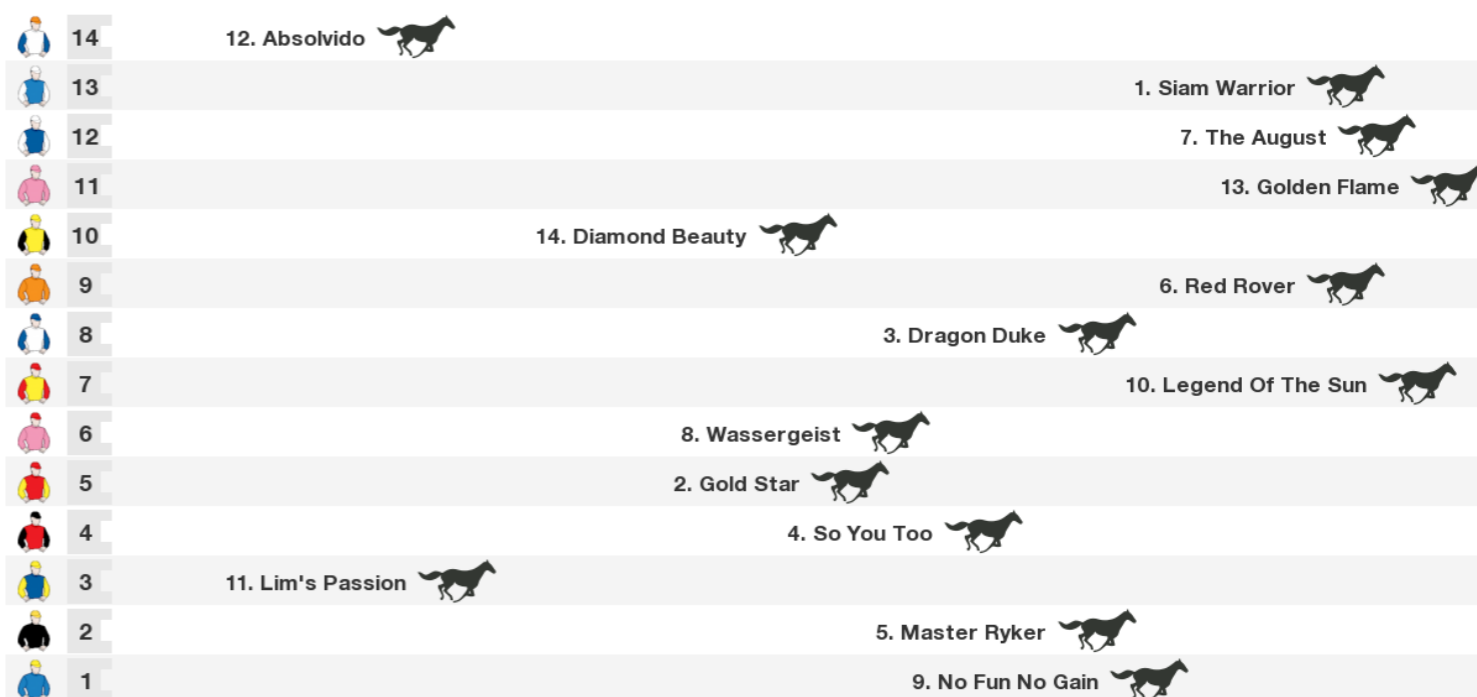 14 12. Absolvido
13 1. Siam Warrior
12 7. The August
11 13. Golden Flame
10 14. Diamond Beauty
9 6. Red Rover
8 3. Dragon Duke
7 10. Legend Of The Sun
6 8. Wassergeist
5 2. Gold Star
4 4. So You Too
3 11. Lim's Passion
2 5. Master Ryker
1 9. No Fun No Gain